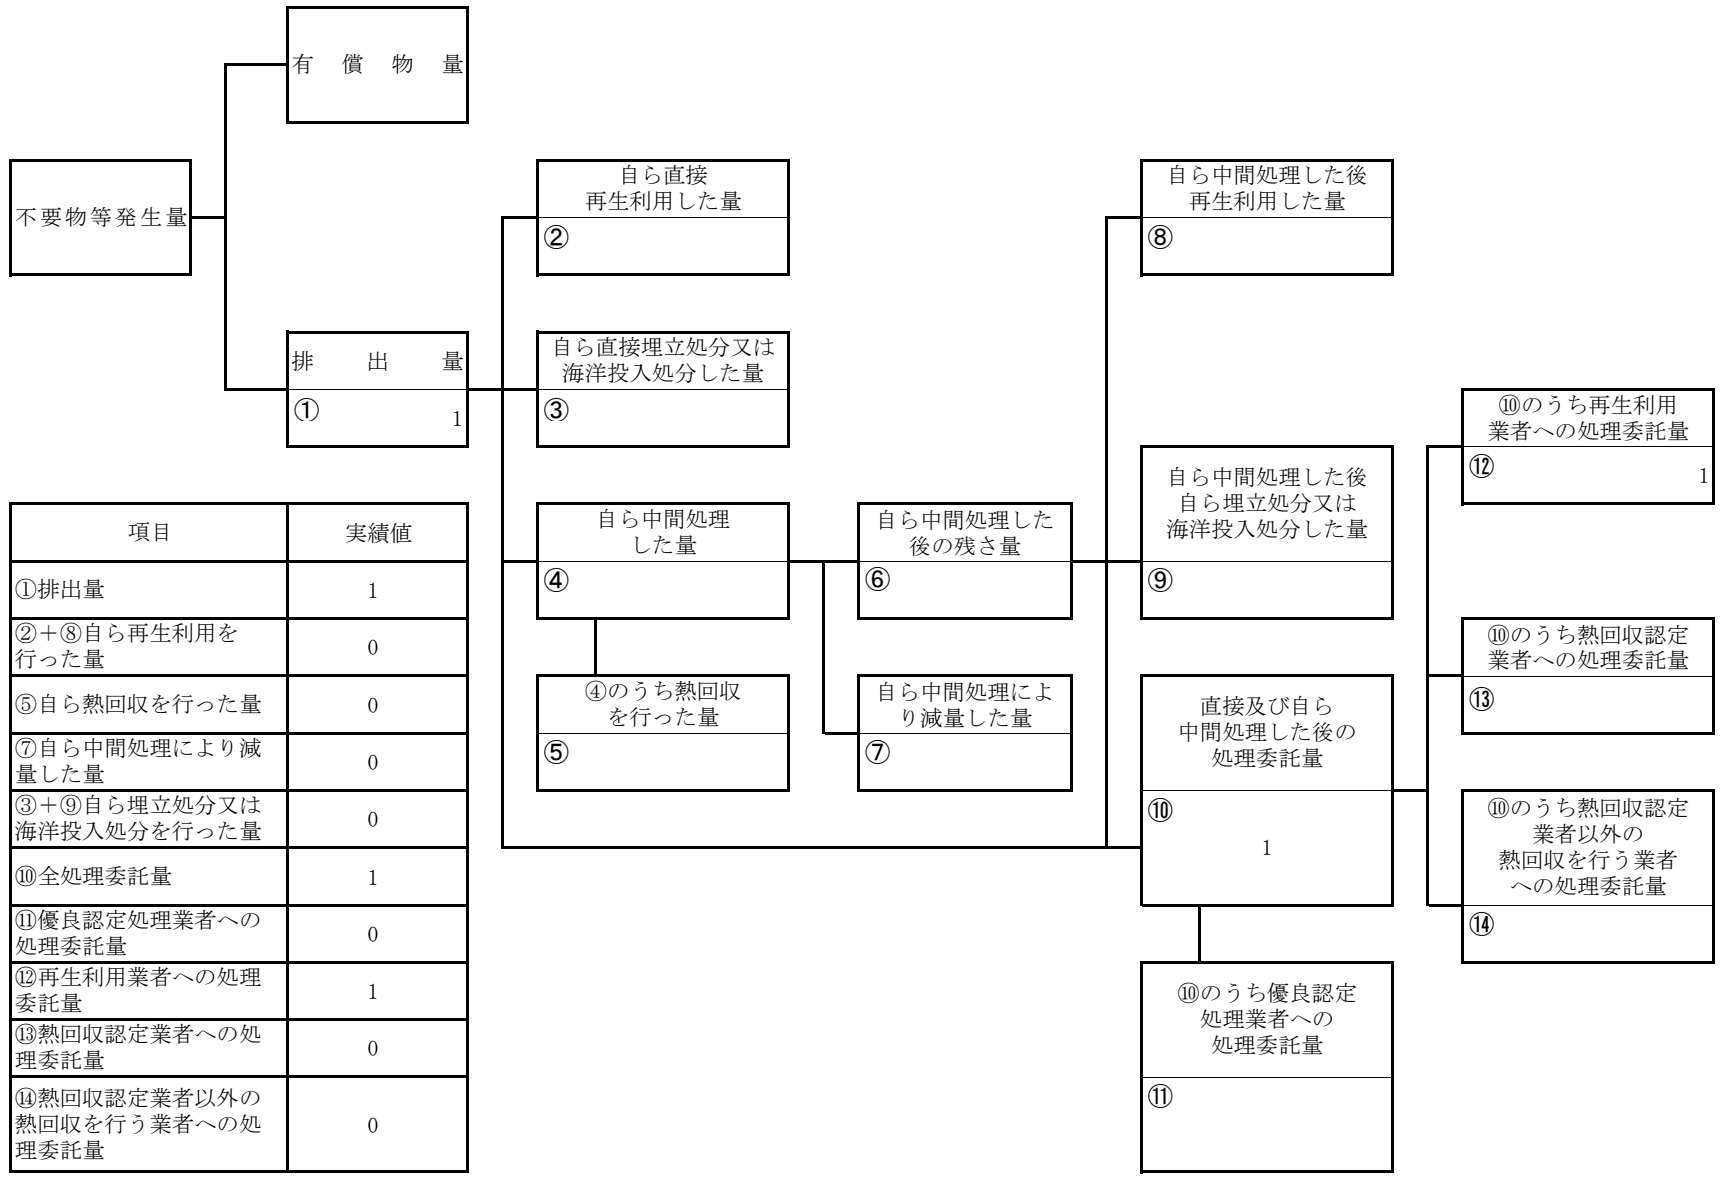 有償物量
不要物等発生量
自ら直接
再生利用した量
②
自ら中間処理した後
再生利用した量
⑧
排出量
①
1
自ら直接埋立処分又は
海洋投入処分した量
③
⑩のうち再生利用
業者への処理委託量
⑫
1
自ら中間処理
した量
④
自ら中間処理した
後の残さ量
⑥
自ら中間処理した後
自ら埋立処分又は
海洋投入処分した量
⑨
⑩のうち熱回収認定
業者への処理委託量
⑬
④のうち熱回収
を行った量
⑤
自ら中間処理によ
り減量した量
⑦
直接及び自ら
中間処理した後の
処理委託量
⑩
1
⑩のうち熱回収認定
業者以外の
熱回収を行う業者
への処理委託量
⑭
⑩のうち優良認定
処理業者への
処理委託量
⑪
項目 実績値
①排出量 1
②＋⑧自ら再生利用を
行った量 0
⑤自ら熱回収を行った量 0
⑦自ら中間処理により減
量した量 0
③＋⑨自ら埋立処分又は
海洋投入処分を行った量 0
⑩全処理委託量 1
⑪優良認定処理業者への
処理委託量 0
⑫再生利用業者への処理
委託量 1
⑬熱回収認定業者への処
理委託量 0
⑭熱回収認定業者以外の
熱回収を行う業者への処
理委託量 0